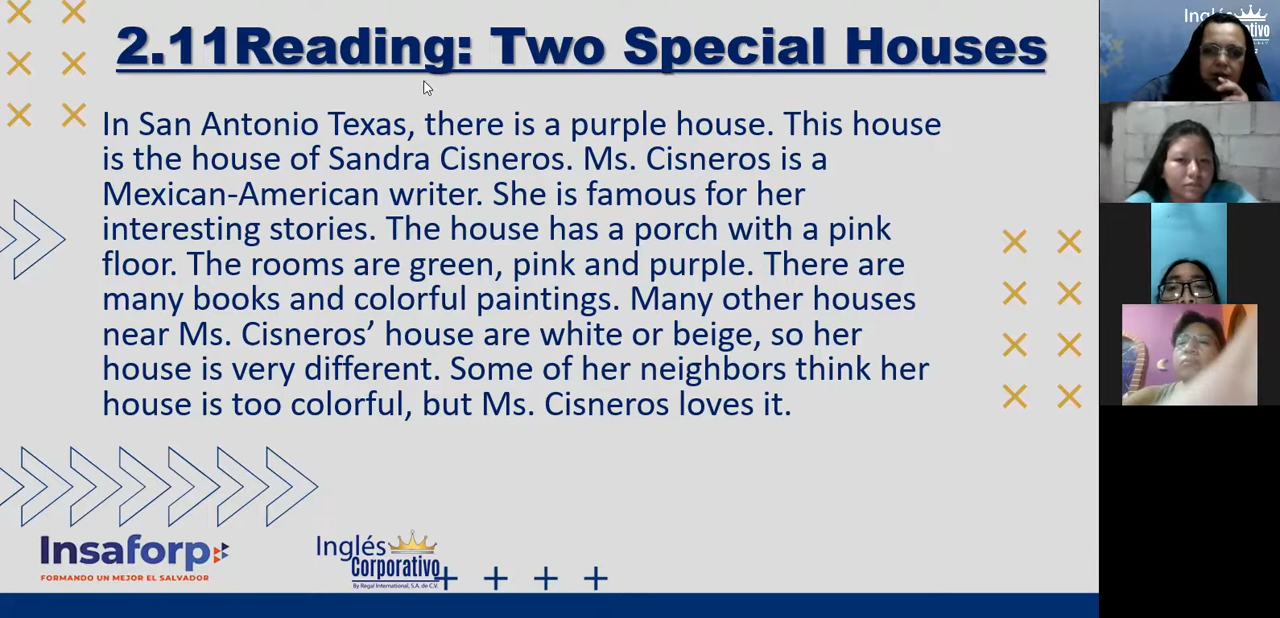 2.11Reading: Two Special Houses
In San Antonio Texas, there is a purple house. This house
is the house of Sandra Cisneros. Ms. Cisneros is a
Mexican-American writer. She is famous for her
interesting stories. The house has a porch with a pink
floor. The rooms are green, pink and purple. There are
many books and colorful paintings. Many other houses
near Ms. Cisneros’ house are white or beige, so her
house is very different. Some of her neighbors think her
house is too colorful, but Ms. Cisneros loves it.
Insaforp
FORMANDO UN MEJOR EL SALVADOR
Inglés
Corporativo
By Regal International, S.A. de C.V.